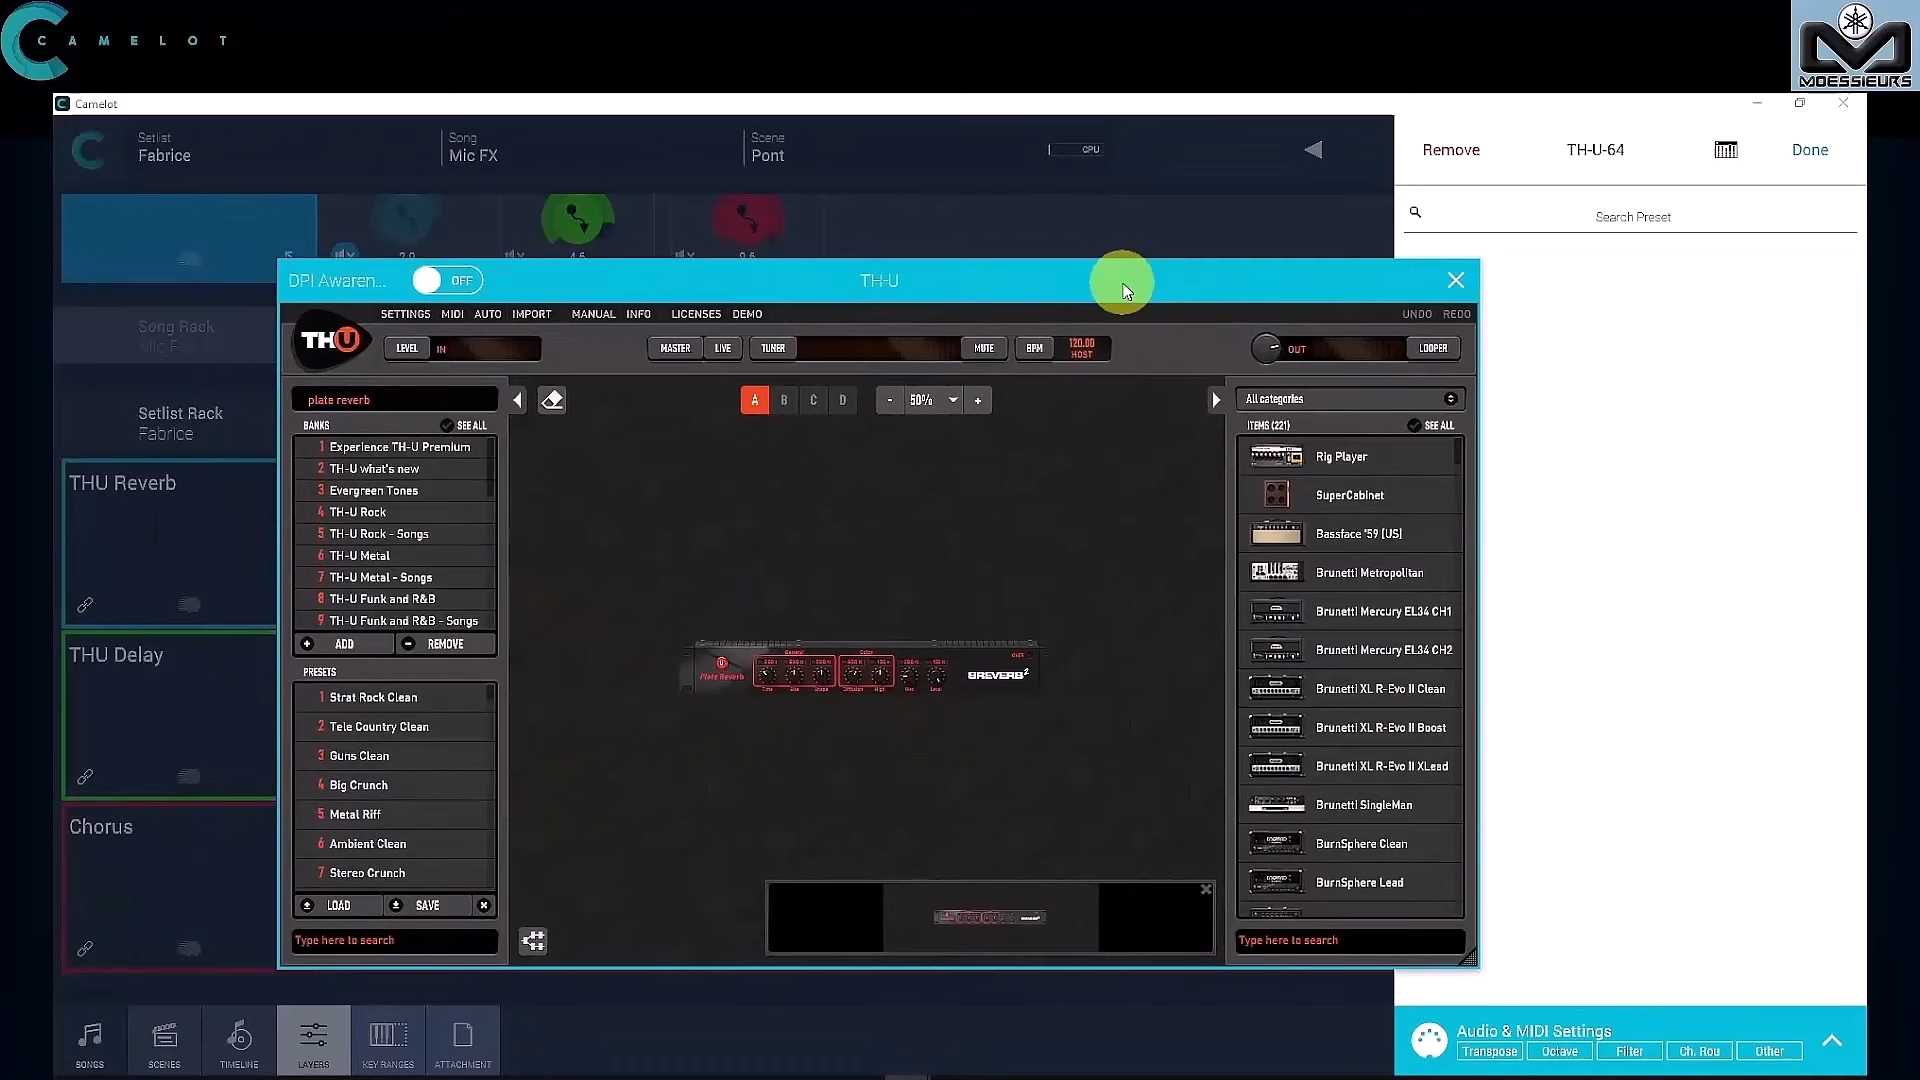 CAMELOT
MOESSIEURS
Camelot
Setlist
Fabrice
Song
Mic FX
Scene
Pont
CPU
Remove
TH-U-64
Done
Search Preset
Song Rack
Mic FX
Setlist Rack
Fabrice
THU Reverb
THU Delay
Chorus
DPI Awaren...
OFF
TH-U
SETTINGS MIDI AUTO IMPORT MANUAL INFO LICENSES DEMO UNDO REDO
THU
LEVEL IN MASTER LIVE TUNER MUTE BPM 120.00 HOST OUT LOOPER
plate reverb
A B C D - 50% +
All categories
BANKS SEE ALL
1 Experience TH-U Premium
2 TH-U what's new
3 Evergreen Tones
4 TH-U Rock
5 TH-U Rock - Songs
6 TH-U Metal
7 TH-U Metal - Songs
8 TH-U Funk and R&B
9 TH-U Funk and R&B - Songs
ADD REMOVE
PRESETS
1 Strat Rock Clean
2 Tele Country Clean
3 Guns Clean
4 Big Crunch
5 Metal Riff
6 Ambient Clean
7 Stereo Crunch
LOAD SAVE
Type here to search
General Color
Plate Reverb
BREVERB2
ITEMS (221) SEE ALL
Rig Player
SuperCabinet
Bassface '59 [US]
Brunetti Metropolitan
Brunetti Mercury EL34 CH1
Brunetti Mercury EL34 CH2
Brunetti XL R-Evo II Clean
Brunetti XL R-Evo II Boost
Brunetti XL R-Evo II XLead
Brunetti SingleMan
BurnSphere Clean
BurnSphere Lead
Type here to search
SONGS
SCENES
TIMELINE
LAYERS
KEY RANGES
ATTACHMENT
Audio & MIDI Settings
Transpose Octave Filter Ch. Rou Other